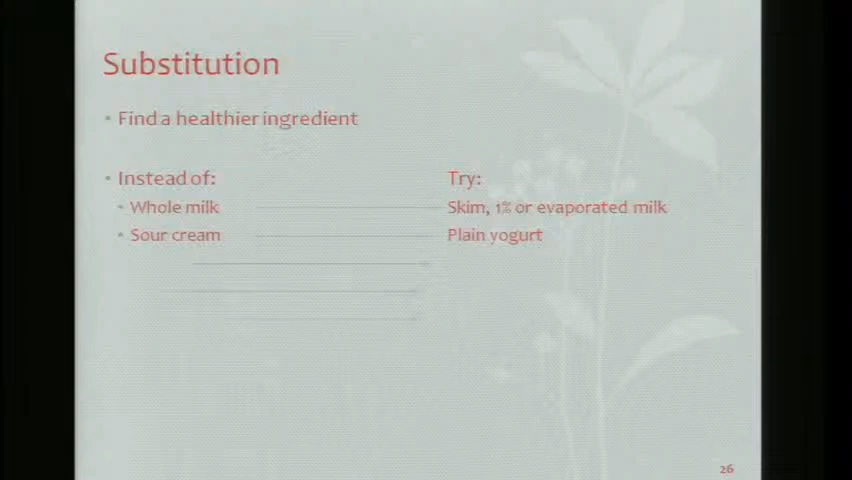 Substitution
• Find a healthier ingredient
• Instead of: Try:
• Whole milk Skim, 1% or evaporated milk
• Sour cream Plain yogurt
26